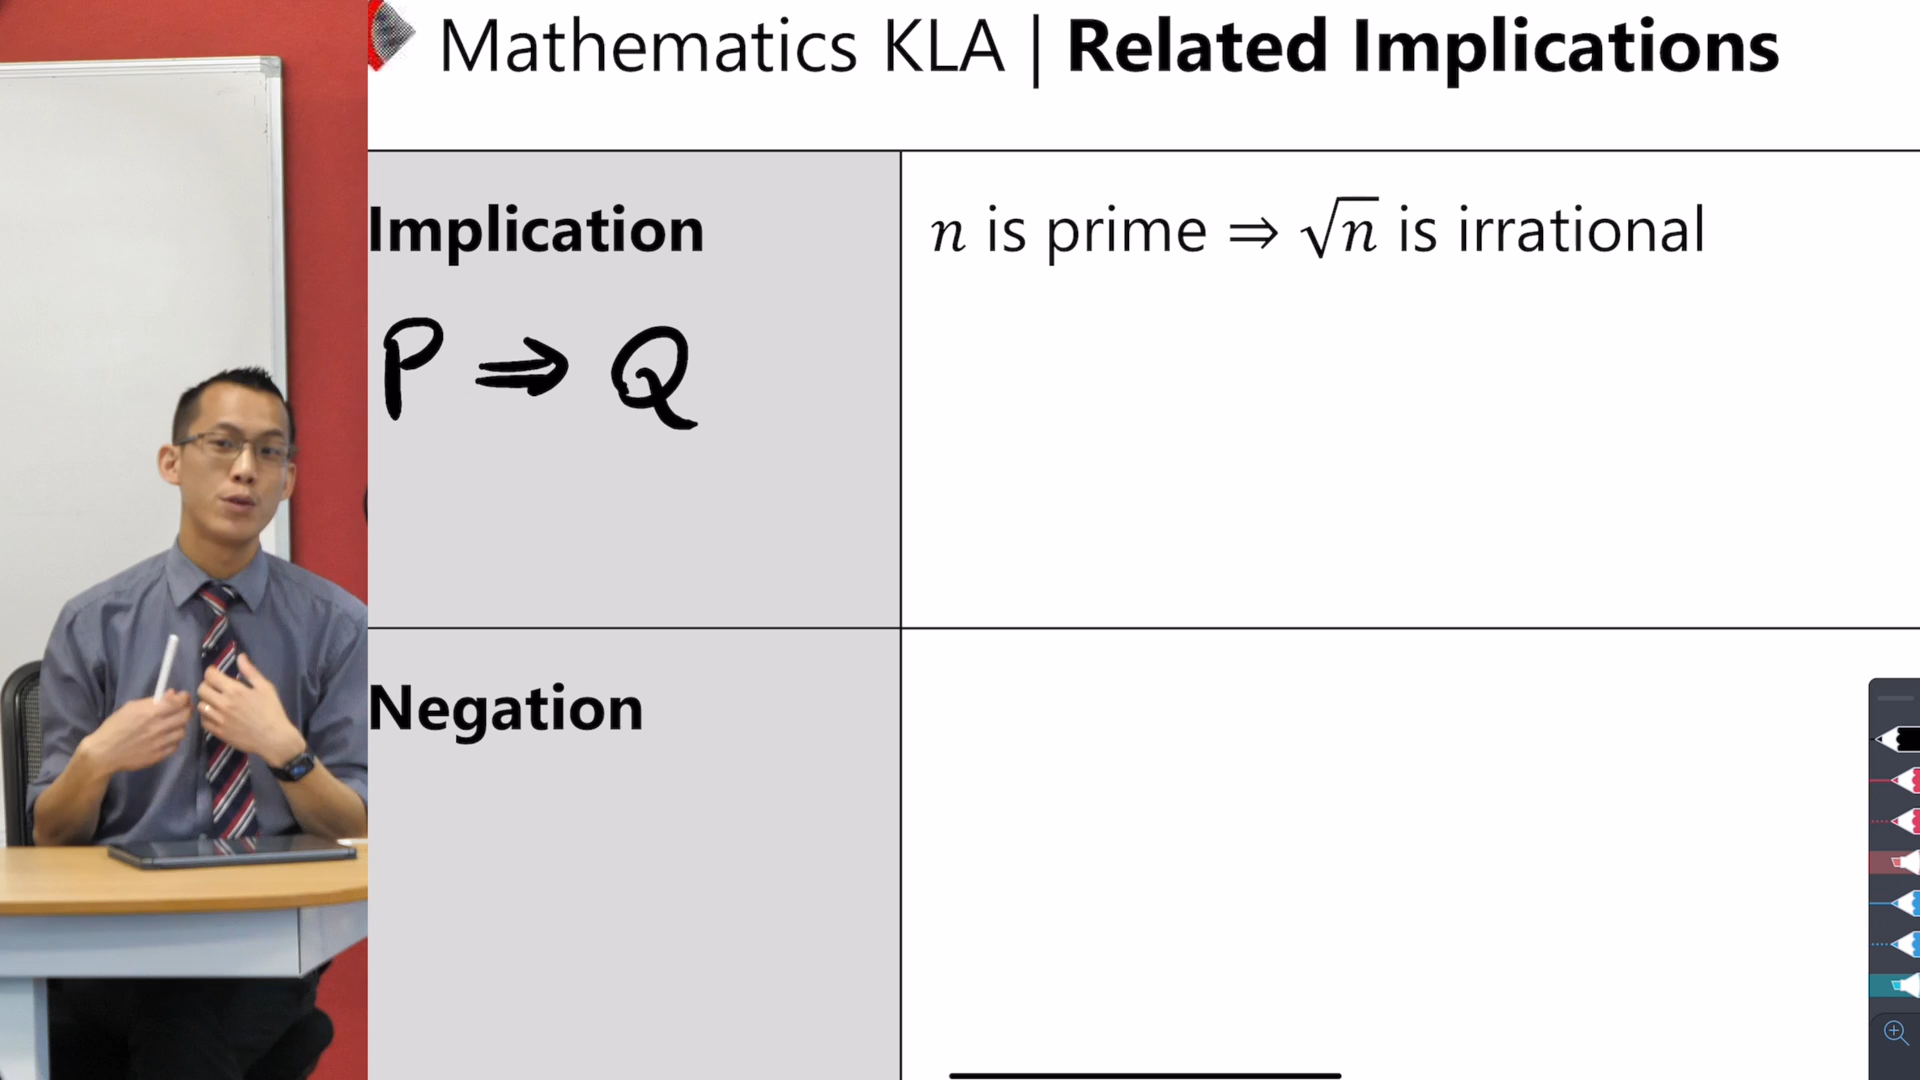 Mathematics KLA | Related Implications
Implication
n is prime ⇒ √n is irrational
P ⇒ Q
Negation